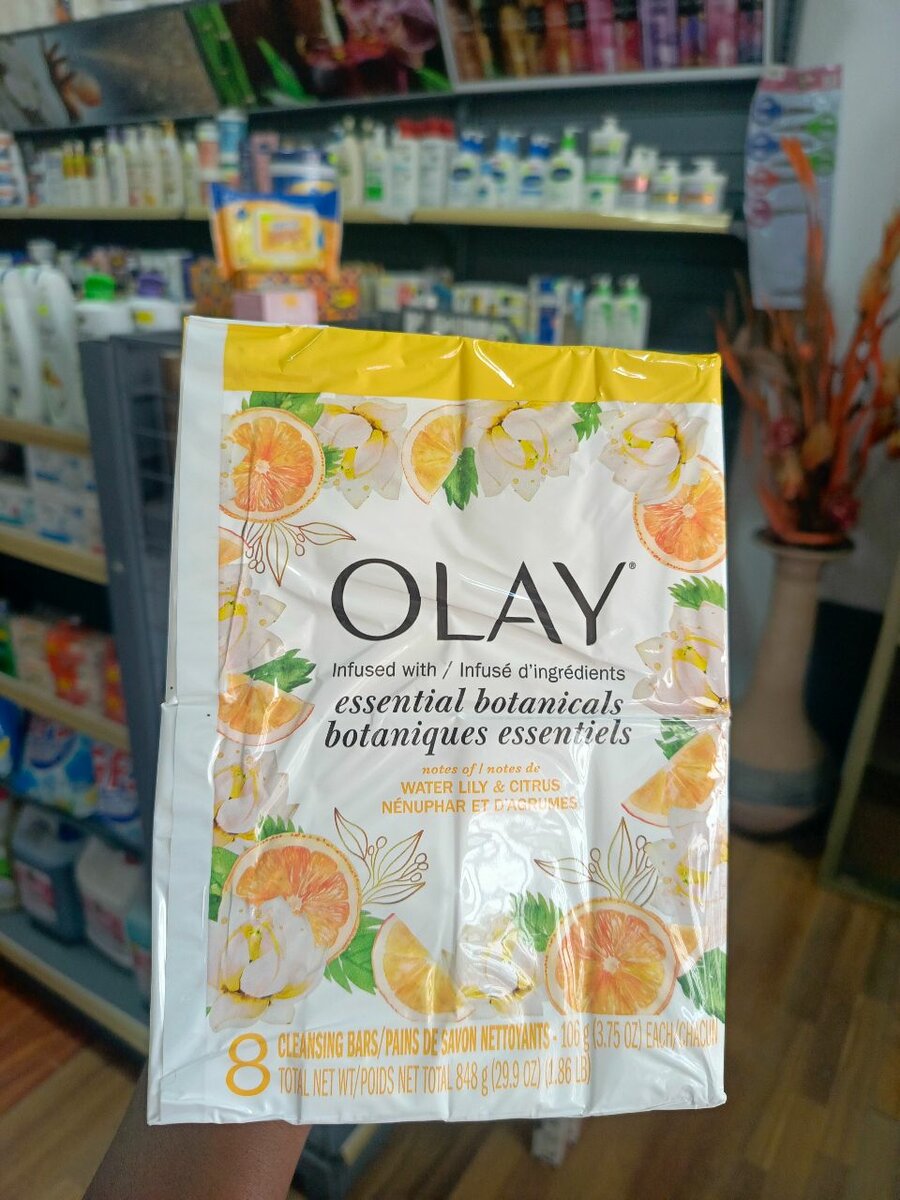 OLAY®
Infused with / Infusé d'ingrédients
essential botanicals
botaniques essentiels
notes of / notes de
WATER LILY & CITRUS
NÉNUPHAR ET D'AGRUMES
8 CLEANSING BARS/PAINS DE SAVON NETTOYANTS - 106 g (3.75 OZ) EACH/CHACUN
TOTAL NET WT/POIDS NET TOTAL 848 g (29.9 OZ) (1.86 LB)